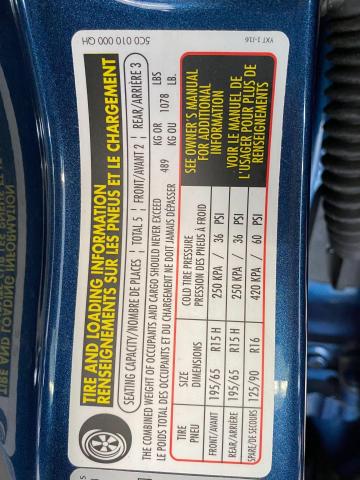 5C0 010 000 QH
YXT 1-J16
TIRE AND LOADING INFORMATION
RENSEIGNEMENTS SUR LES PNEUS ET LE CHARGEMENT
SEATING CAPACITY/NOMBRE DE PLACES | TOTAL 5 | FRONT/AVANT 2 | REAR/ARRIÈRE 3
THE COMBINED WEIGHT OF OCCUPANTS AND CARGO SHOULD NEVER EXCEED 489 KG OR 1078 LBS
LE POIDS TOTAL DES OCCUPANTS ET DU CHARGEMENT NE DOIT JAMAIS DÉPASSER KG OU LB.
TIRE SIZE COLD TIRE PRESSURE
PNEU DIMENSIONS PRESSION DES PNEUS À FROID
FRONT/AVANT 195/65 R15 H 250 KPA / 36 PSI
REAR/ARRIÈRE 195/65 R15 H 250 KPA / 36 PSI
SPARE/DE SECOURS 125/90 R16 420 KPA / 60 PSI
SEE OWNER'S MANUAL
FOR ADDITIONAL
INFORMATION
VOIR LE MANUEL DE
L'USAGER POUR PLUS DE
RENSEIGNEMENTS